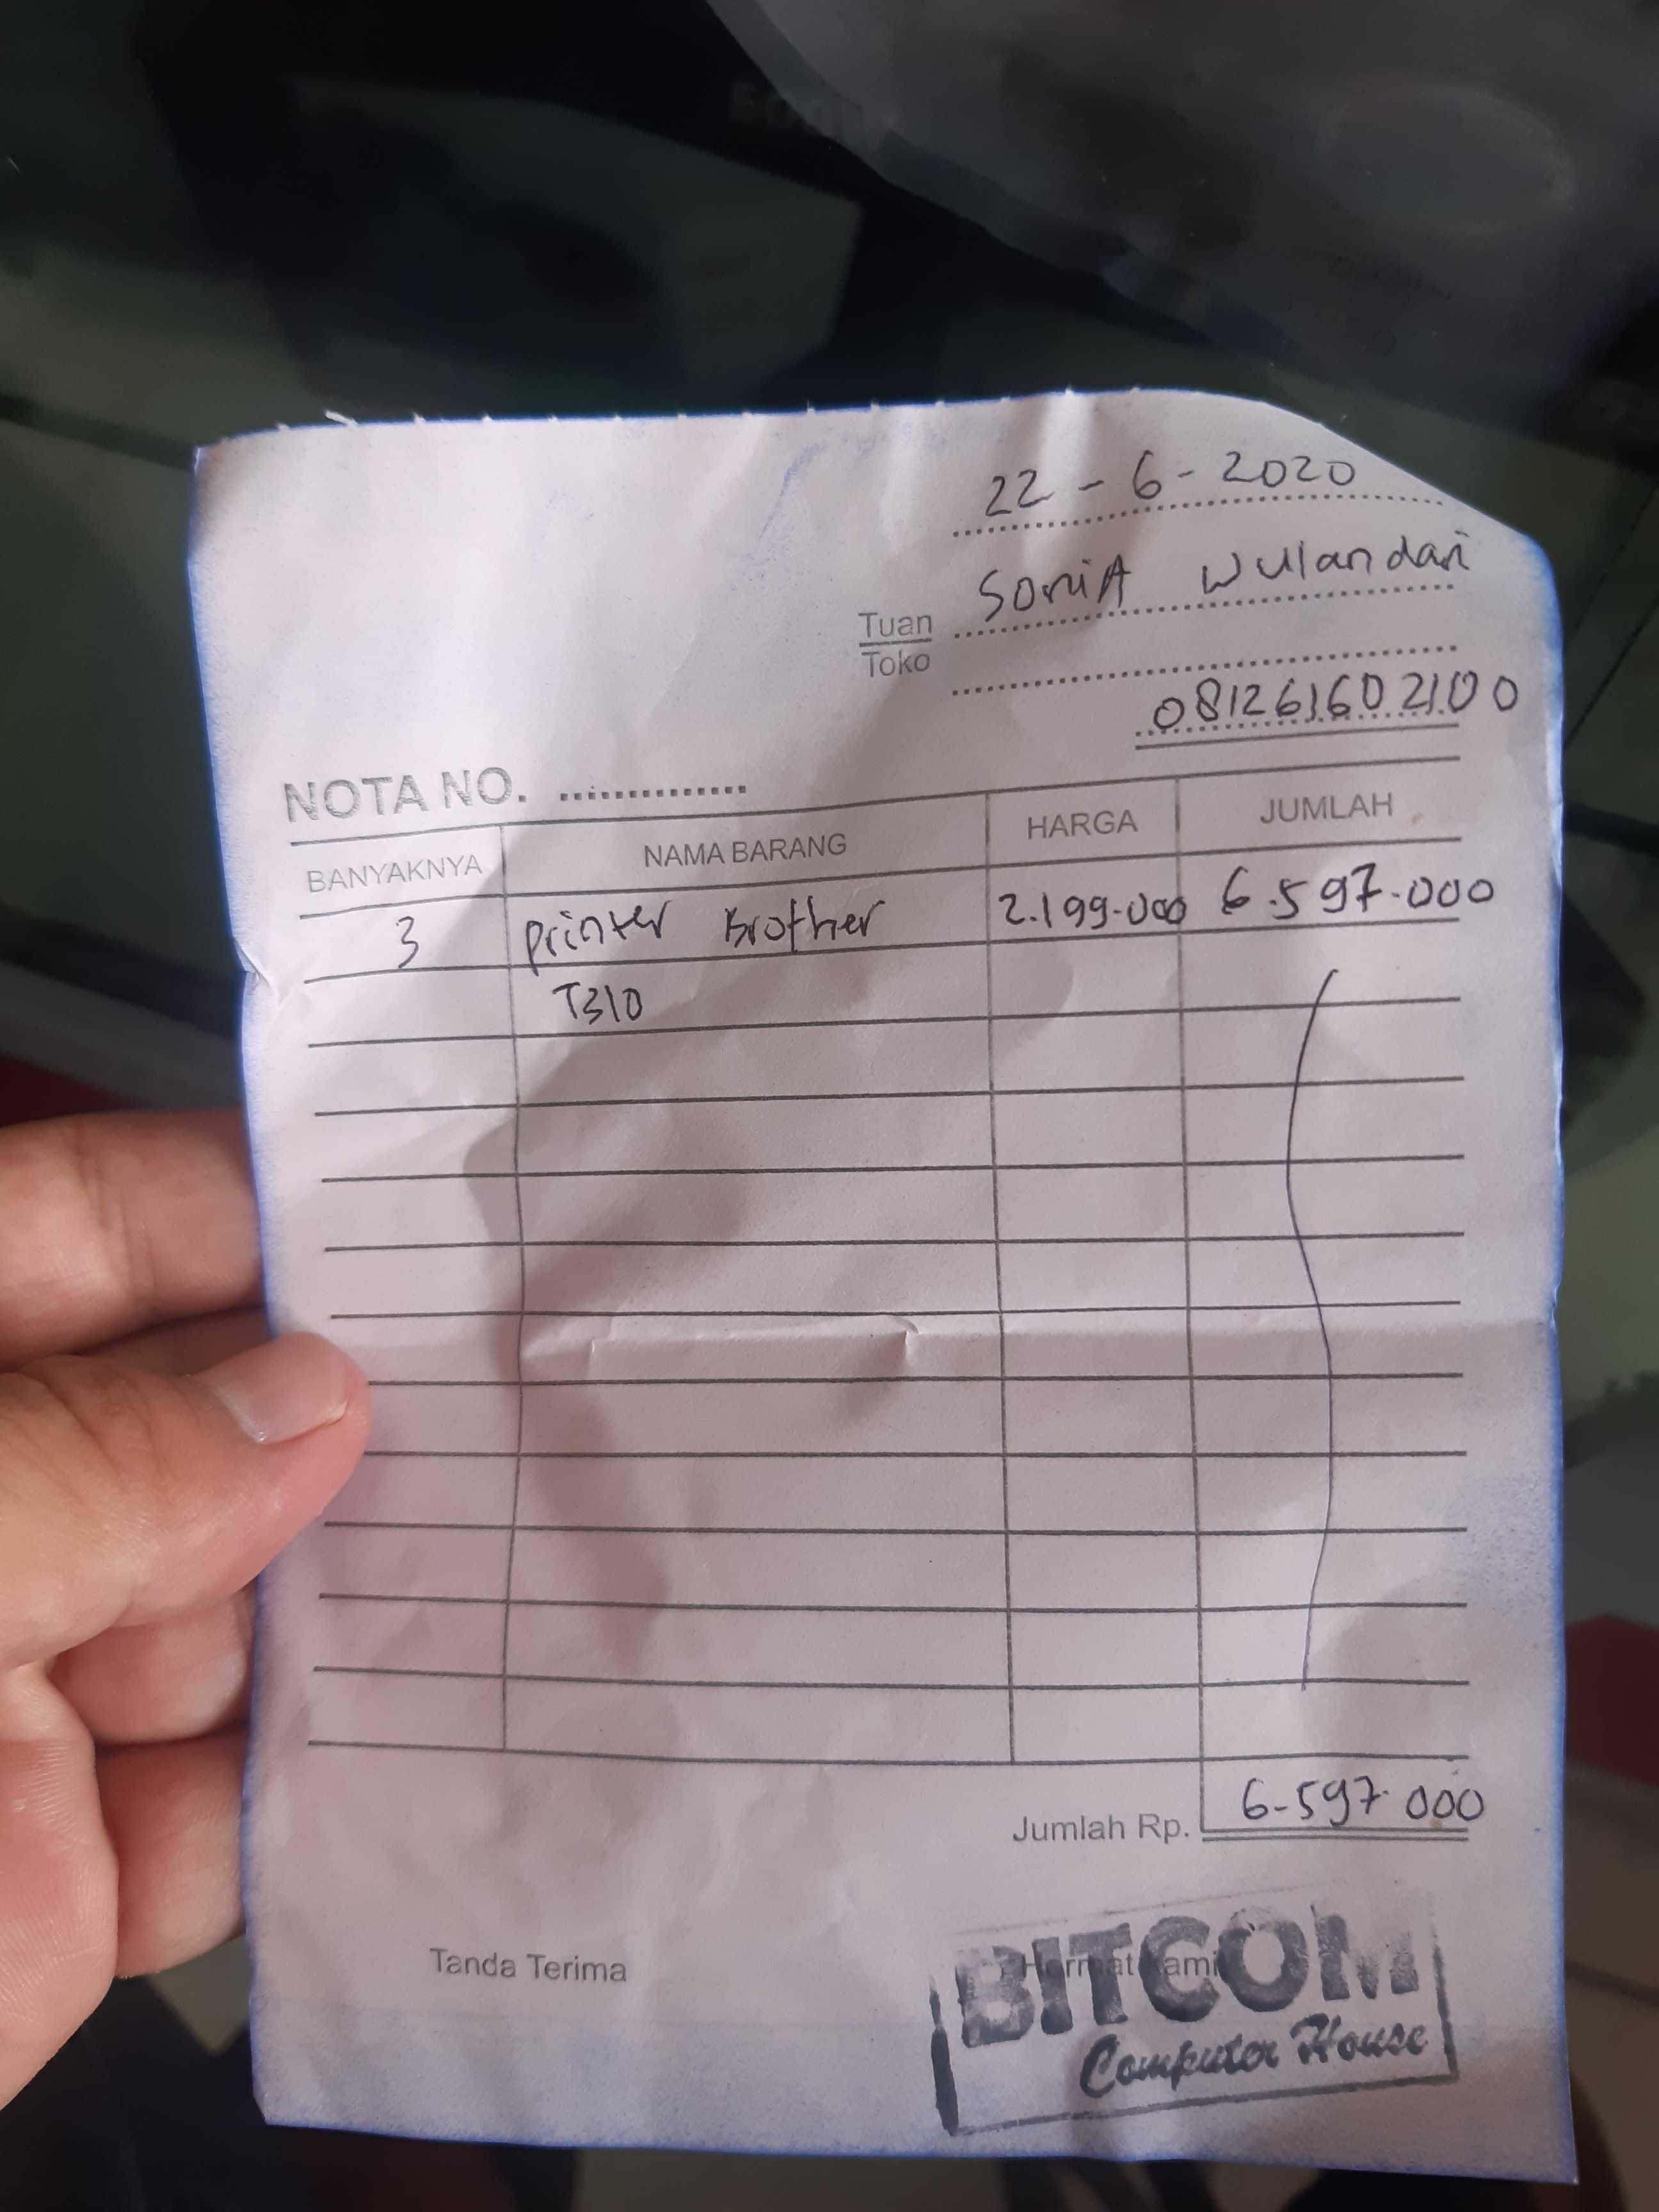 22 - 6 - 2020
Tuan Sonia Wulandari
Toko
081261602100
NOTA NO. ..............
BANYAKNYA NAMA BARANG HARGA JUMLAH
3 printer Brother 2.199.000 6.597.000
T310
Jumlah Rp. 6.597.000
Tanda Terima Hormat Kami
BITCOM
Computer House